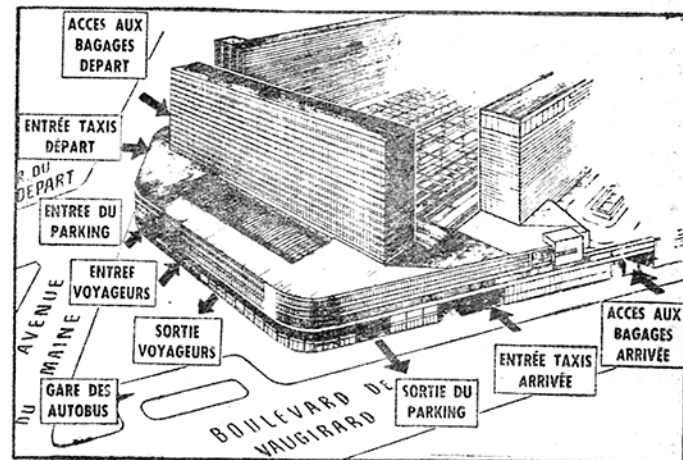 ACCES AUX
BAGAGES
DEPART
ENTRÉE TAXIS
DÉPART
R. DU
DEPART
ENTREE DU
PARKING
ENTREE
VOYAGEURS
SORTIE
VOYAGEURS
AVENUE
DU MAINE
GARE DES
AUTOBUS
BOULEVARD DE
VAUGIRARD
SORTIE DU
PARKING
ENTRÉE TAXIS
ARRIVÉE
ACCES AUX
BAGAGES
ARRIVÉE